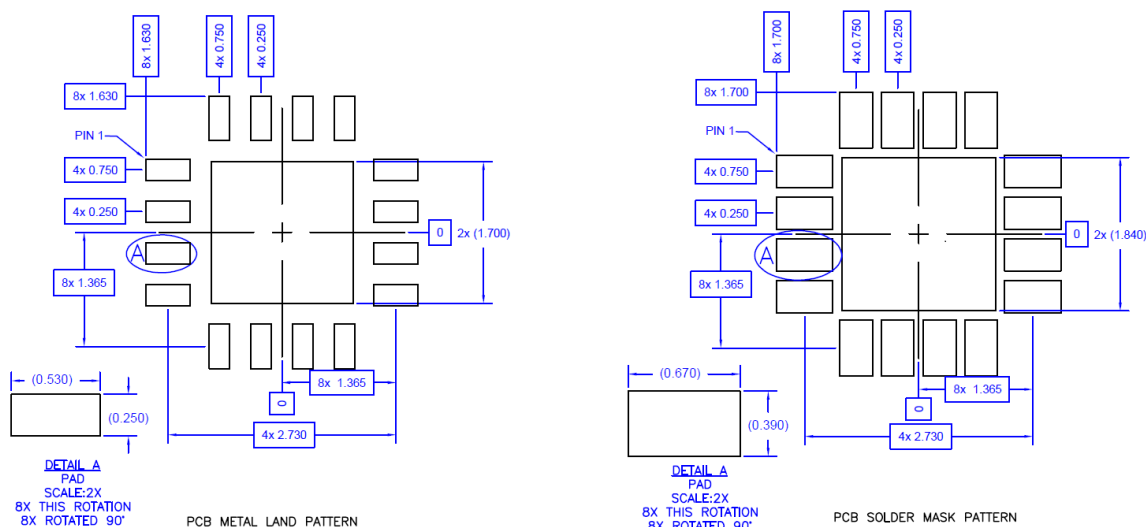 8x 1.630
4x 0.750
4x 0.250
8x 1.630
PIN 1
4x 0.750
4x 0.250
A
8x 1.365
0
2x (1.700)
8x 1.365
0
4x 2.730
(0.530)
(0.250)
DETAIL A
PAD
SCALE:2X
8X THIS ROTATION
8X ROTATED 90°
PCB METAL LAND PATTERN
8x 1.700
4x 0.750
4x 0.250
8x 1.700
PIN 1
4x 0.750
4x 0.250
A
8x 1.365
0
2x (1.840)
8x 1.365
0
4x 2.730
(0.670)
(0.390)
DETAIL A
PAD
SCALE:2X
8X THIS ROTATION
8X ROTATED 90°
PCB SOLDER MASK PATTERN